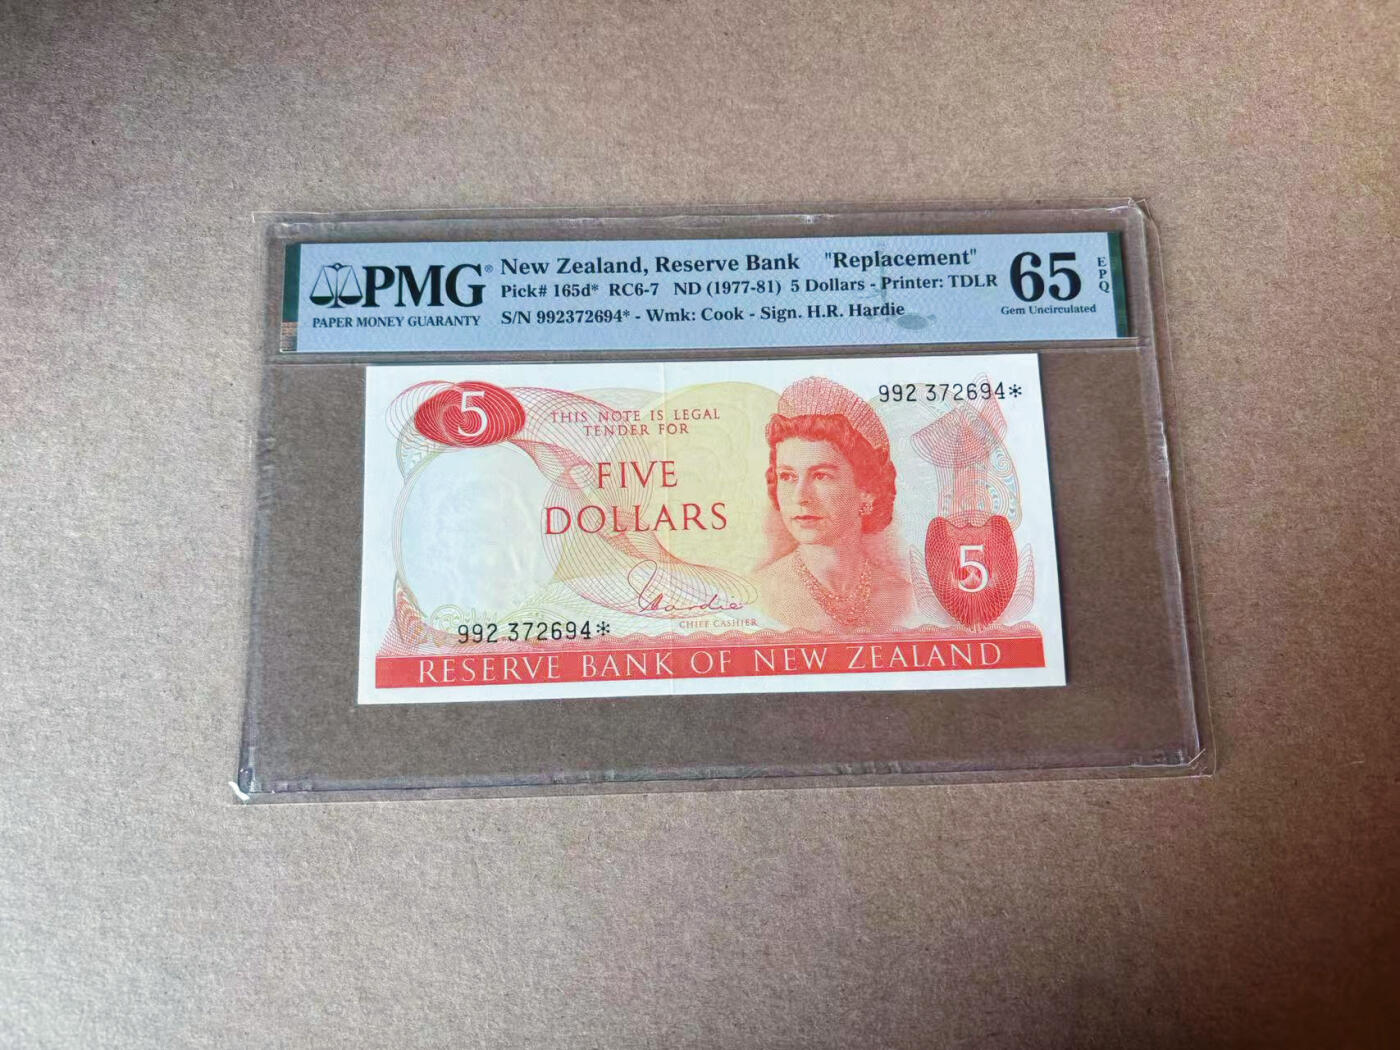 PMG®
PAPER MONEY GUARANTY
New Zealand, Reserve Bank "Replacement"
Pick# 165d* RC6-7 ND (1977-81) 5 Dollars - Printer: TDLR
S/N 992372694* - Wmk: Cook - Sign. H.R. Hardie
65
Gem Uncirculated
EPQ
5
THIS NOTE IS LEGAL
TENDER FOR
FIVE
DOLLARS
992 372694*
5
Hardie
CHIEF CASHIER
992 372694*
RESERVE BANK OF NEW ZEALAND